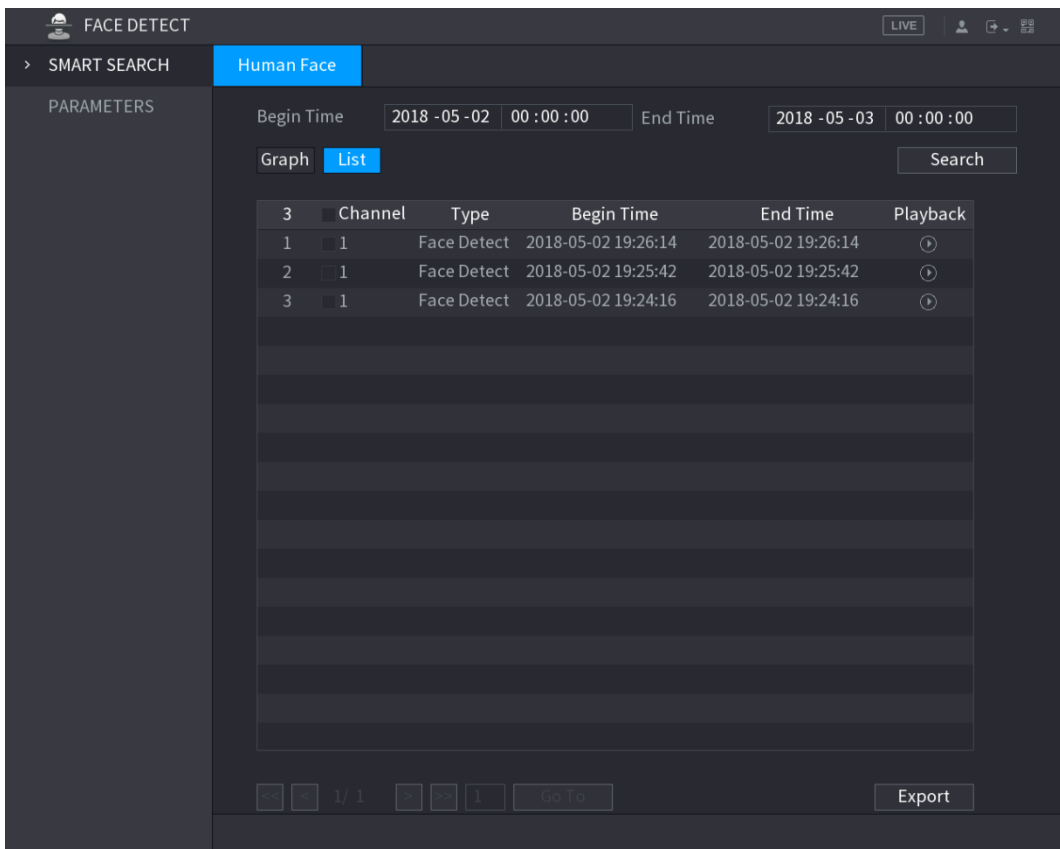 FACE DETECT LIVE
SMART SEARCH Human Face
PARAMETERS
Begin Time 2018 -05 -02 00 :00 :00 End Time 2018 -05 -03 00 :00 :00
Graph List Search
3 Channel Type Begin Time End Time Playback
1 1 Face Detect 2018-05-02 19:26:14 2018-05-02 19:26:14
2 1 Face Detect 2018-05-02 19:25:42 2018-05-02 19:25:42
3 1 Face Detect 2018-05-02 19:24:16 2018-05-02 19:24:16
<< < 1/ 1 > >> 1 Go To Export